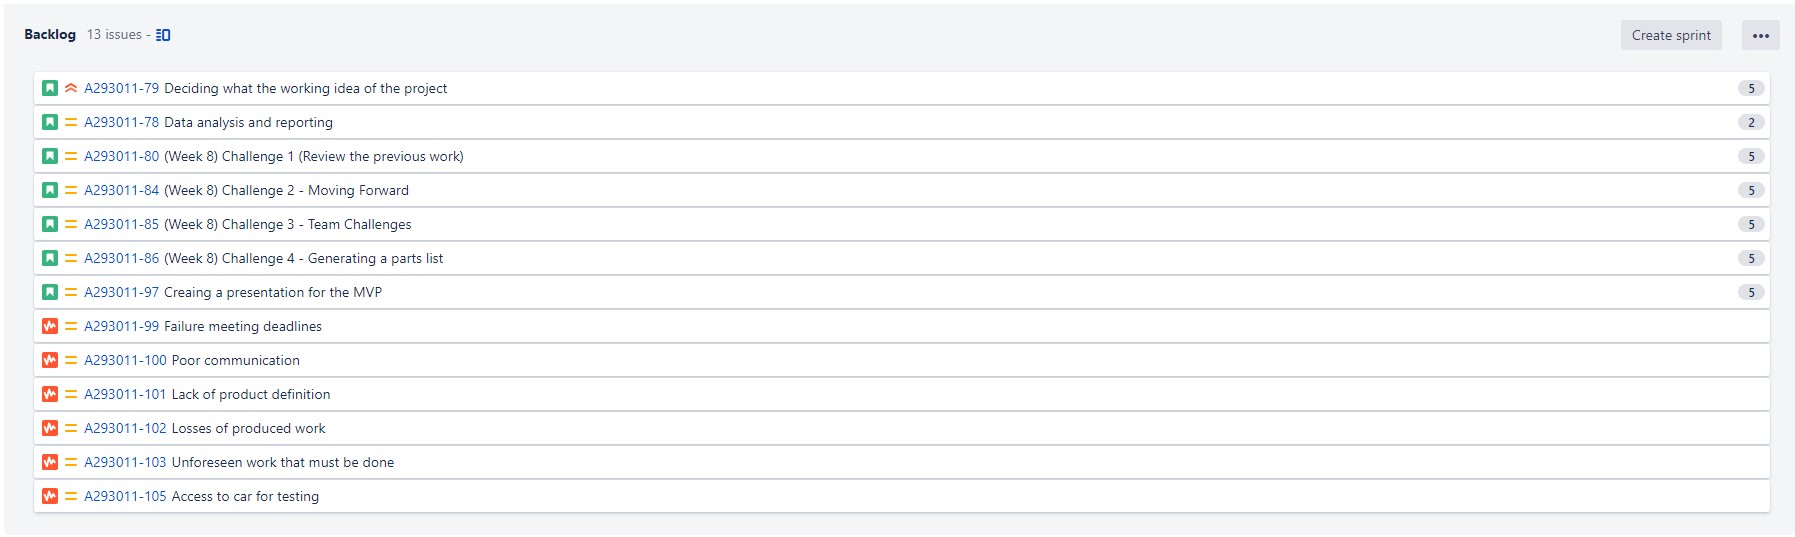 Backlog 13 issues - Create sprint
A293011-79 Deciding what the working idea of the project 5
A293011-78 Data analysis and reporting 2
A293011-80 (Week 8) Challenge 1 (Review the previous work) 5
A293011-84 (Week 8) Challenge 2 - Moving Forward 5
A293011-85 (Week 8) Challenge 3 - Team Challenges 5
A293011-86 (Week 8) Challenge 4 - Generating a parts list 5
A293011-97 Creaing a presentation for the MVP 5
A293011-99 Failure meeting deadlines
A293011-100 Poor communication
A293011-101 Lack of product definition
A293011-102 Losses of produced work
A293011-103 Unforeseen work that must be done
A293011-105 Access to car for testing